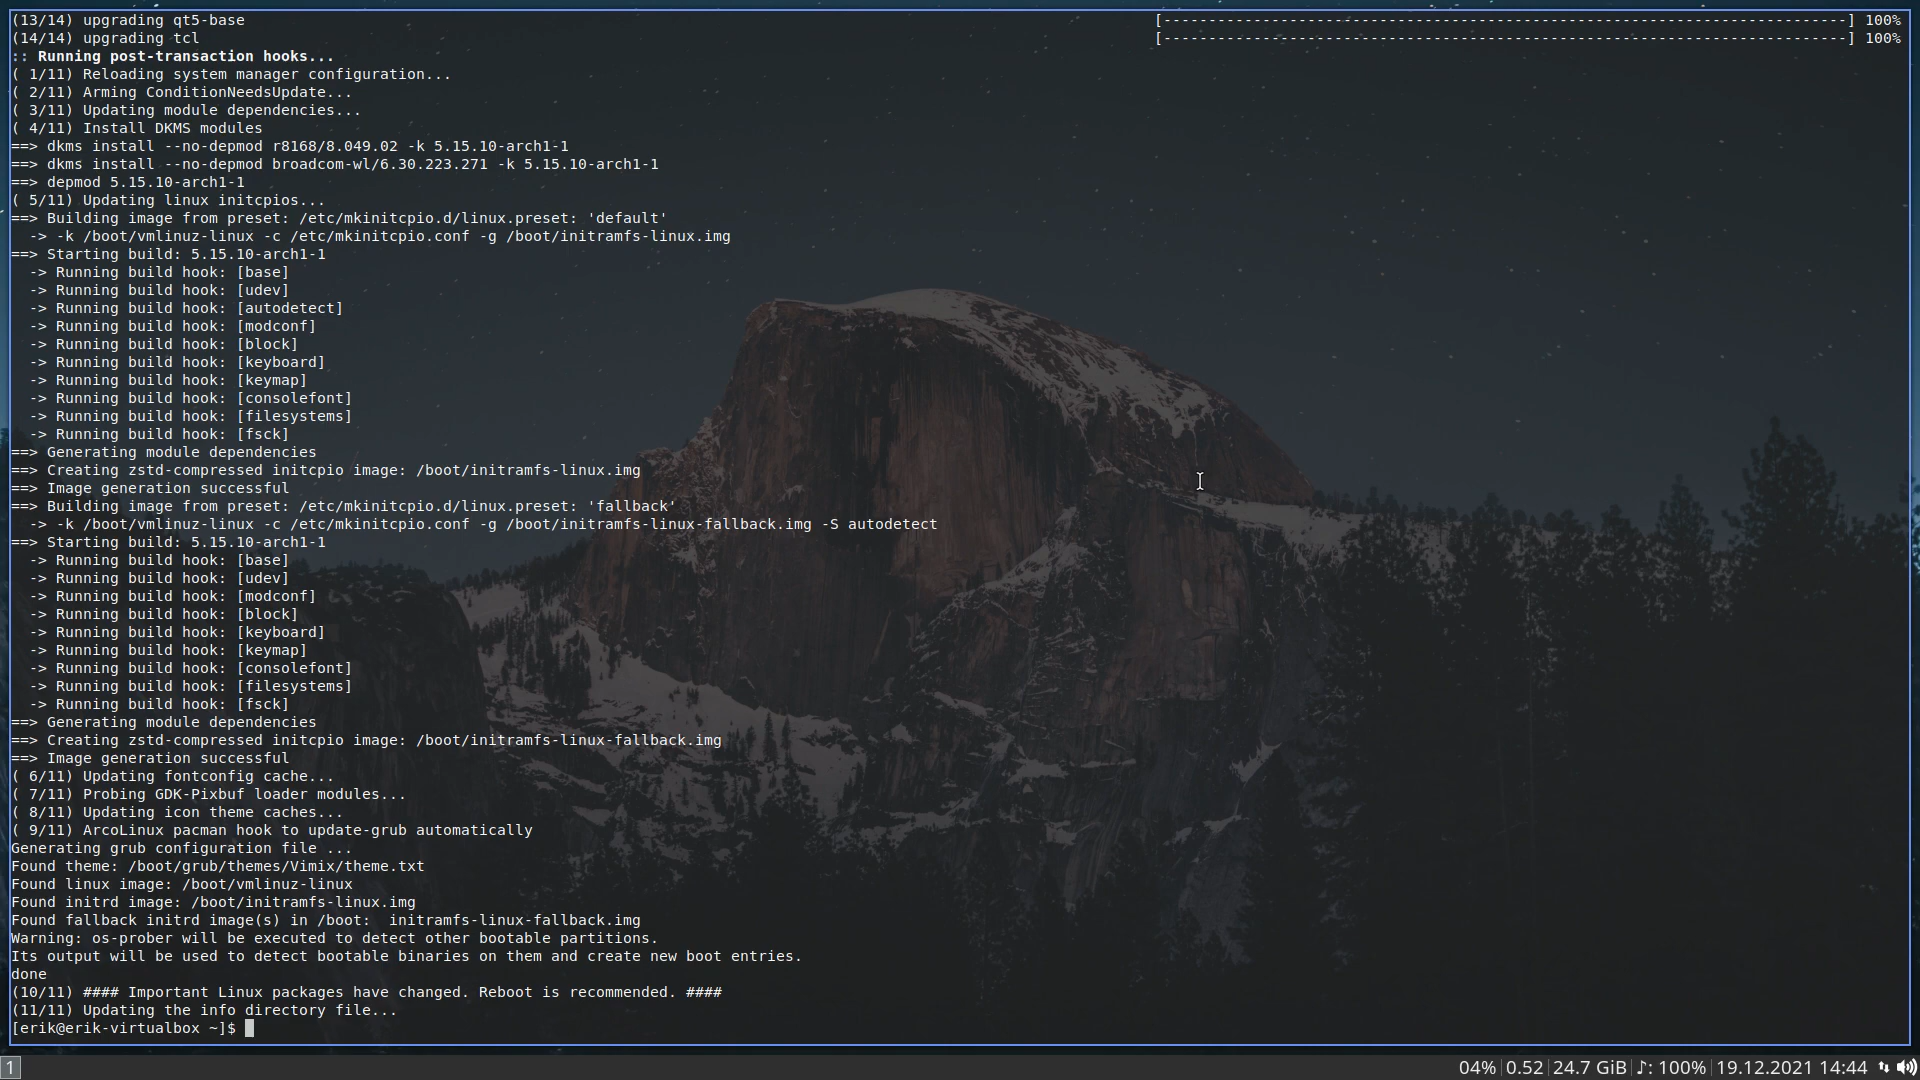 (13/14) upgrading qt5-base [----------------------------------------------------------------------------] 100%
(14/14) upgrading tcl [----------------------------------------------------------------------------] 100%
:: Running post-transaction hooks...
( 1/11) Reloading system manager configuration...
( 2/11) Arming ConditionNeedsUpdate...
( 3/11) Updating module dependencies...
( 4/11) Install DKMS modules
==> dkms install --no-depmod r8168/8.049.02 -k 5.15.10-arch1-1
==> dkms install --no-depmod broadcom-wl/6.30.223.271 -k 5.15.10-arch1-1
==> depmod 5.15.10-arch1-1
( 5/11) Updating linux initcpios...
==> Building image from preset: /etc/mkinitcpio.d/linux.preset: 'default'
  -> -k /boot/vmlinuz-linux -c /etc/mkinitcpio.conf -g /boot/initramfs-linux.img
==> Starting build: 5.15.10-arch1-1
  -> Running build hook: [base]
  -> Running build hook: [udev]
  -> Running build hook: [autodetect]
  -> Running build hook: [modconf]
  -> Running build hook: [block]
  -> Running build hook: [keyboard]
  -> Running build hook: [keymap]
  -> Running build hook: [consolefont]
  -> Running build hook: [filesystems]
  -> Running build hook: [fsck]
==> Generating module dependencies
==> Creating zstd-compressed initcpio image: /boot/initramfs-linux.img
==> Image generation successful
==> Building image from preset: /etc/mkinitcpio.d/linux.preset: 'fallback'
  -> -k /boot/vmlinuz-linux -c /etc/mkinitcpio.conf -g /boot/initramfs-linux-fallback.img -S autodetect
==> Starting build: 5.15.10-arch1-1
  -> Running build hook: [base]
  -> Running build hook: [udev]
  -> Running build hook: [modconf]
  -> Running build hook: [block]
  -> Running build hook: [keyboard]
  -> Running build hook: [keymap]
  -> Running build hook: [consolefont]
  -> Running build hook: [filesystems]
  -> Running build hook: [fsck]
==> Generating module dependencies
==> Creating zstd-compressed initcpio image: /boot/initramfs-linux-fallback.img
==> Image generation successful
( 6/11) Updating fontconfig cache...
( 7/11) Probing GDK-Pixbuf loader modules...
( 8/11) Updating icon theme caches...
( 9/11) ArcoLinux pacman hook to update-grub automatically
Generating grub configuration file ...
Found theme: /boot/grub/themes/Vimix/theme.txt
Found linux image: /boot/vmlinuz-linux
Found initrd image: /boot/initramfs-linux.img
Found fallback initrd image(s) in /boot:  initramfs-linux-fallback.img
Warning: os-prober will be executed to detect other bootable partitions.
Its output will be used to detect bootable binaries on them and create new boot entries.
done
(10/11) #### Important Linux packages have changed. Reboot is recommended. ####
(11/11) Updating the info directory file...
[erik@erik-virtualbox ~]$
1 04% 0.52 24.7 GiB ♪: 100% 19.12.2021 14:44